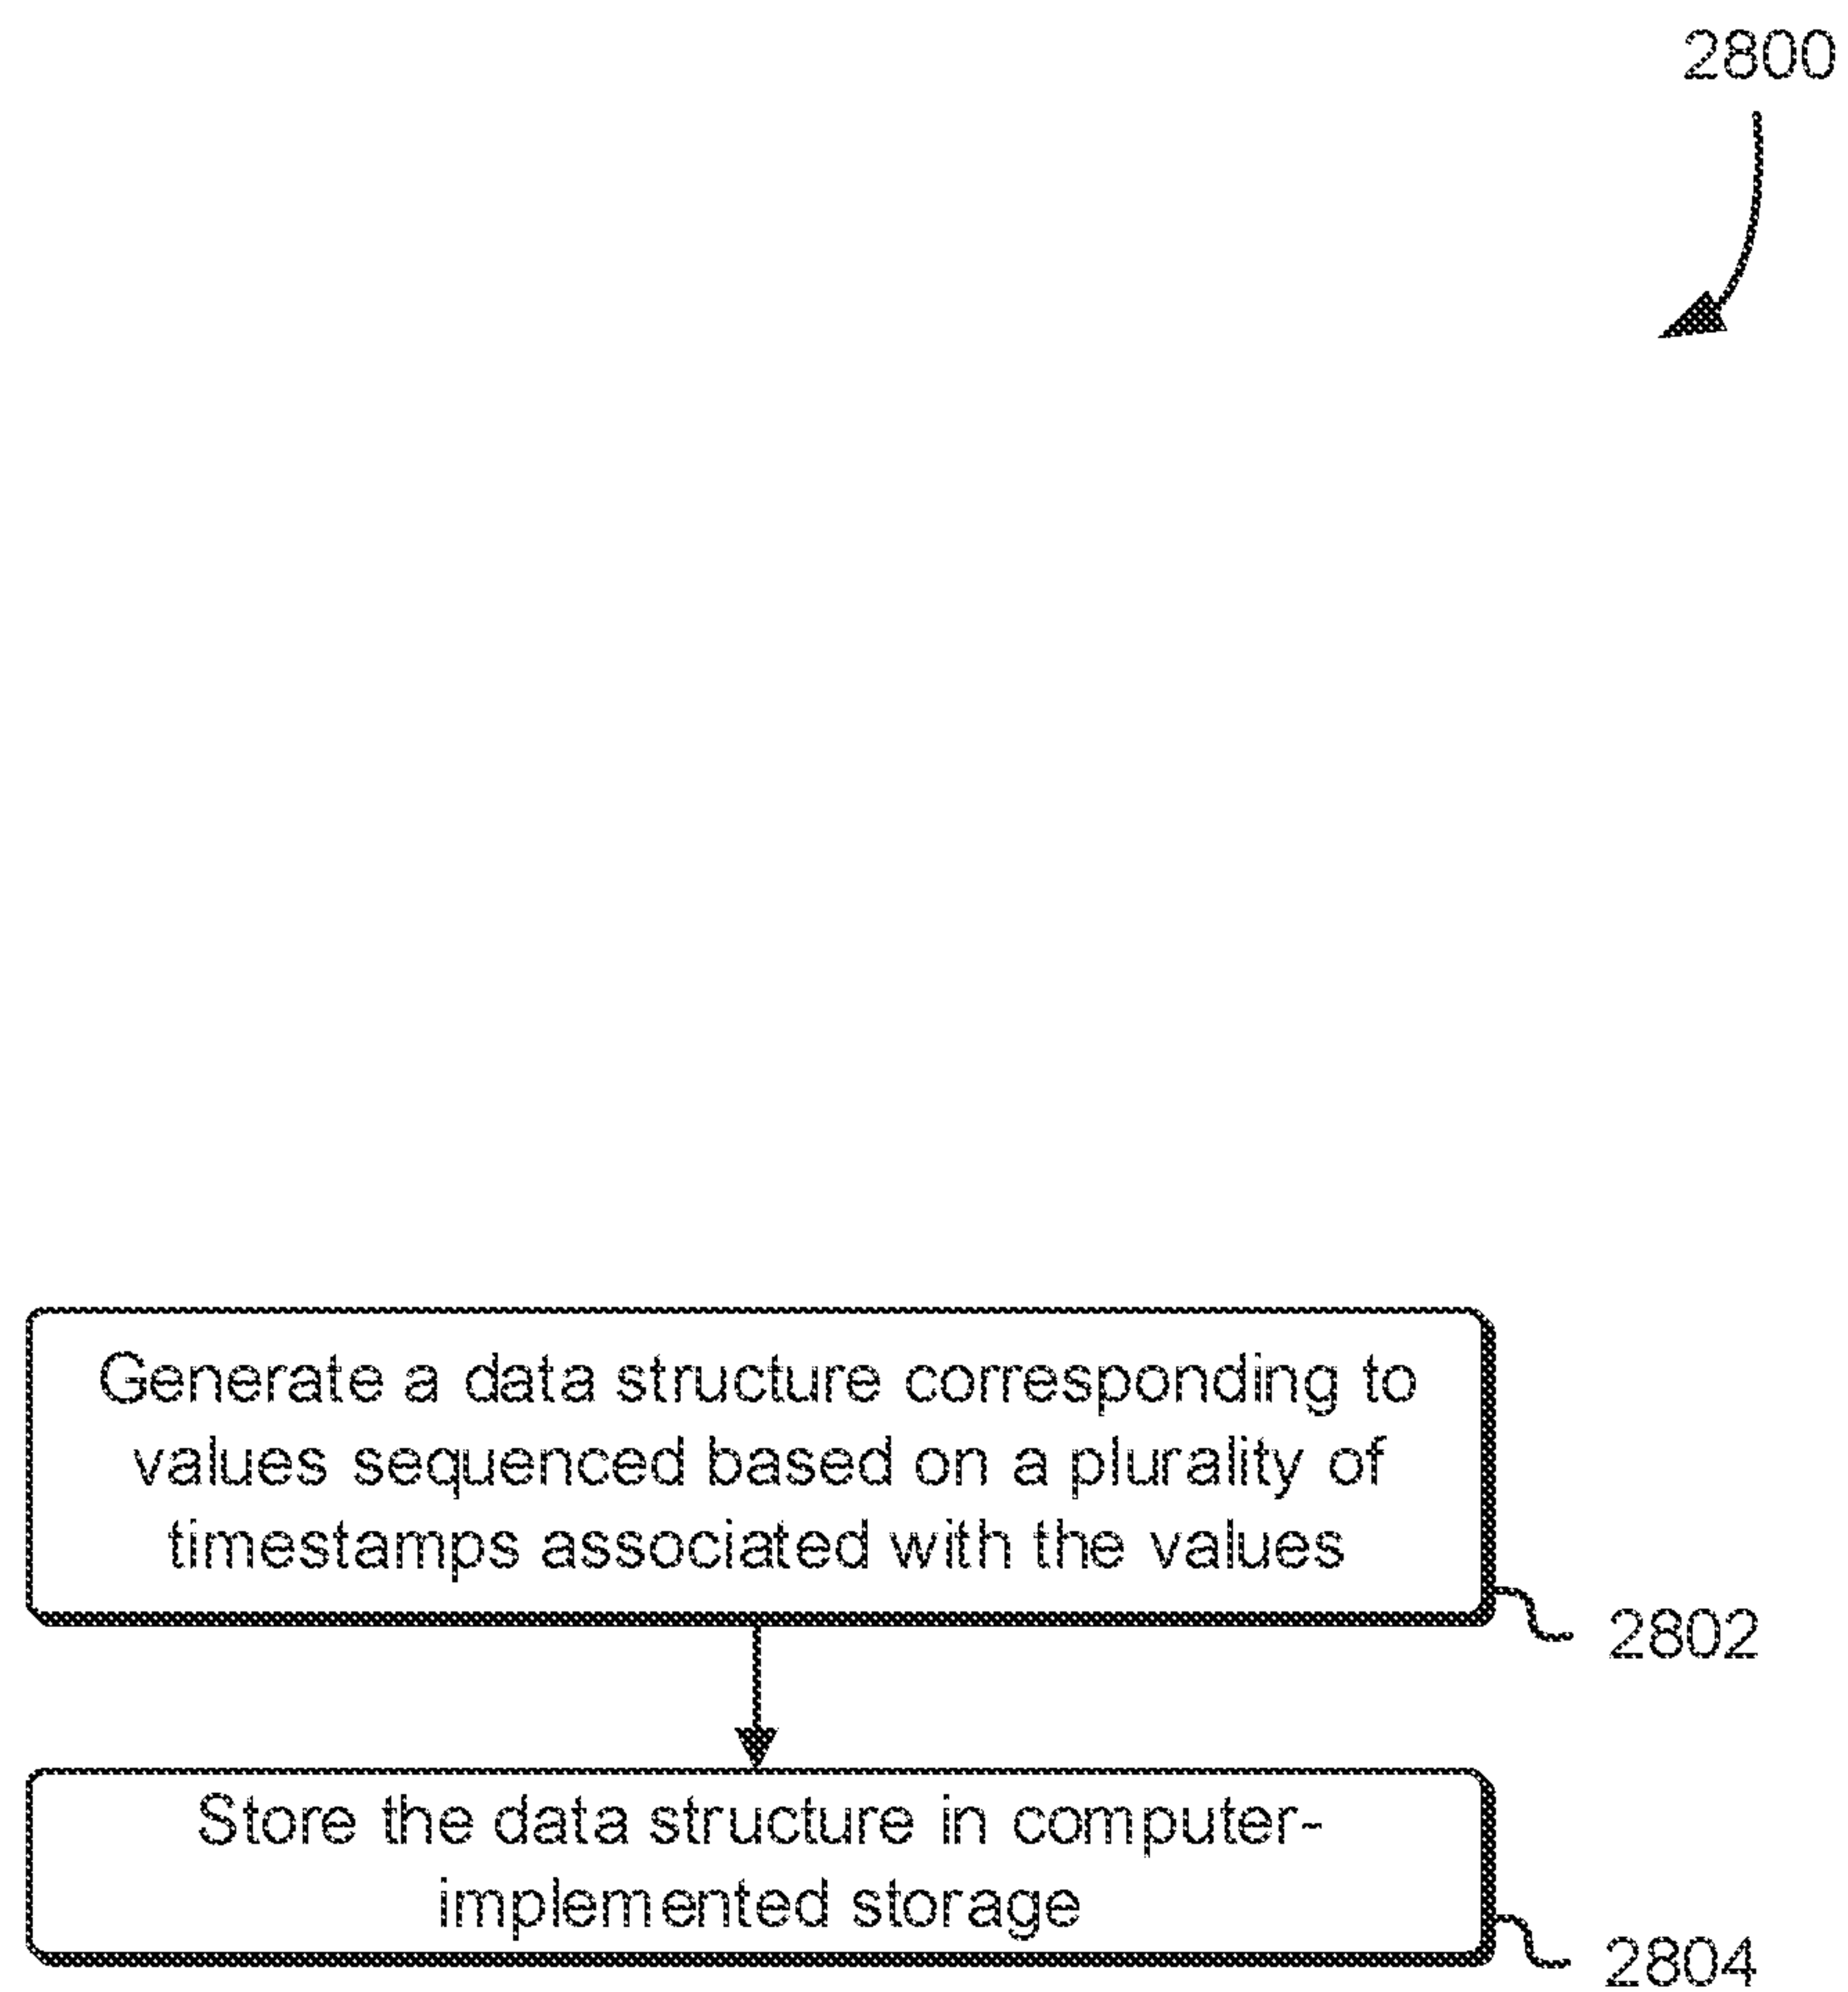 2800
Generate a data structure corresponding to
values sequenced based on a plurality of
timestamps associated with the values
2802
Store the data structure in computer-
implemented storage
2804